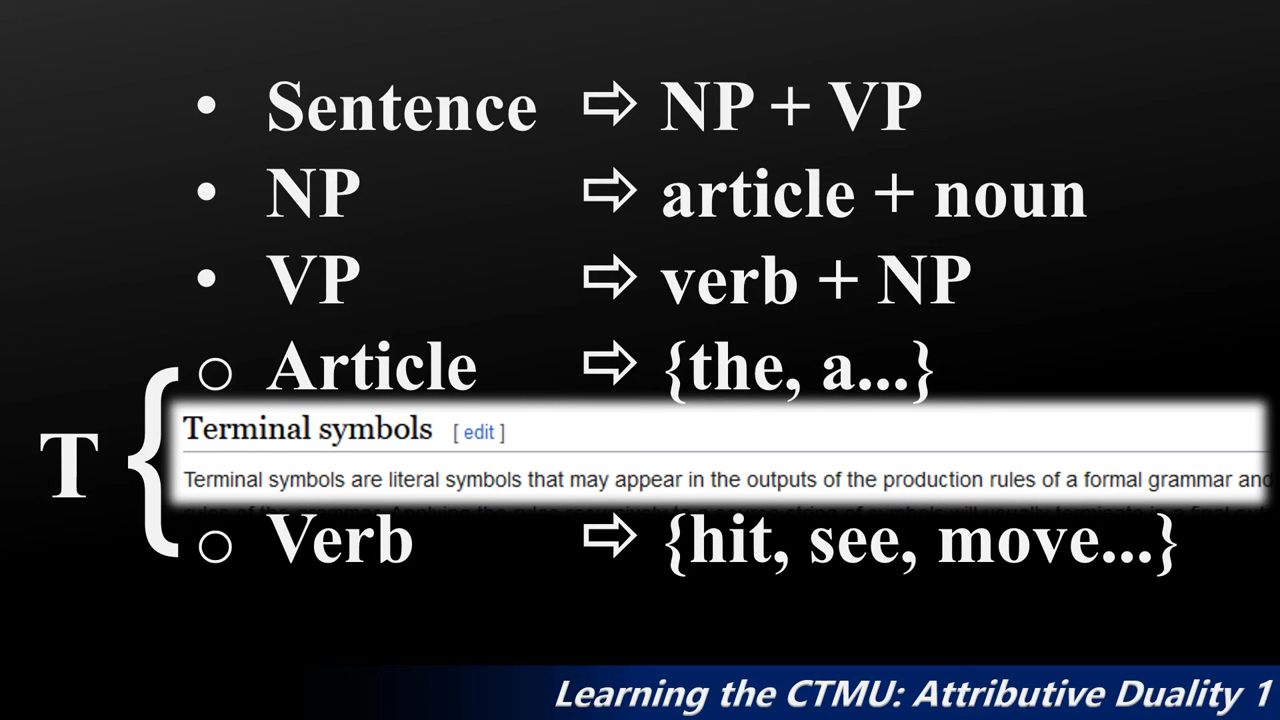 • Sentence ⇨ NP + VP
• NP ⇨ article + noun
• VP ⇨ verb + NP
○ Article ⇨ {the, a...}
T {
Terminal symbols [ edit ]
Terminal symbols are literal symbols that may appear in the outputs of the production rules of a formal grammar and
○ Verb ⇨ {hit, see, move...}
Learning the CTMU: Attributive Duality 1